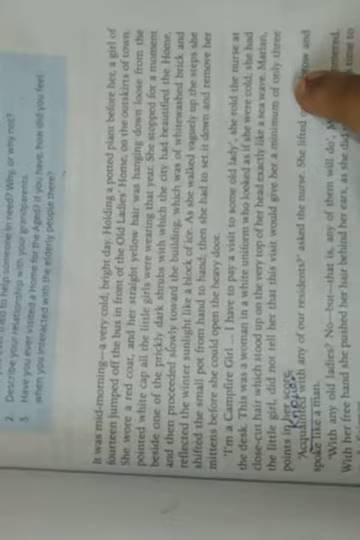 to help someone in need? Why, or why not?
2. Describe your relationship with your grandparents.
3. Have you ever visited a Home for the Aged? If you have, how did you feel
when you interacted with the elderly people there?
It was mid-morning—a very cold, bright day. Holding a potted plant before her, a girl of
fourteen jumped off the bus in front of the Old Ladies' Home, on the outskirts of town.
She wore a red coat, and her straight yellow hair was hanging down loose from the
pointed white cap all the little girls were wearing that year. She stopped for a moment
beside one of the prickly dark shrubs with which the city had beautified the Home,
and then proceeded slowly toward the building, which was of whitewashed brick and
reflected the winter sunlight like a block of ice. As she walked vaguely up the steps she
shifted the small pot from hand to hand; then she had to set it down and remove her
mittens before she could open the heavy door.
'I'm a Campfire Girl ... I have to pay a visit to some old lady', she told the nurse at
the desk. This was a woman in a white uniform who looked as if she were cold; she had
close-cut hair which stood up on the very top of her head exactly like a sea wave. Marian,
the little girl, did not tell her that this visit would give her a minimum of only three
points in her score.
'Acquainted with any of our residents?' asked the nurse. She lifted and
spoke like a man.
'With any old ladies? No—but—that is, any of them will do', 
With her free hand she pushed her hair behind her ears, as she did time to